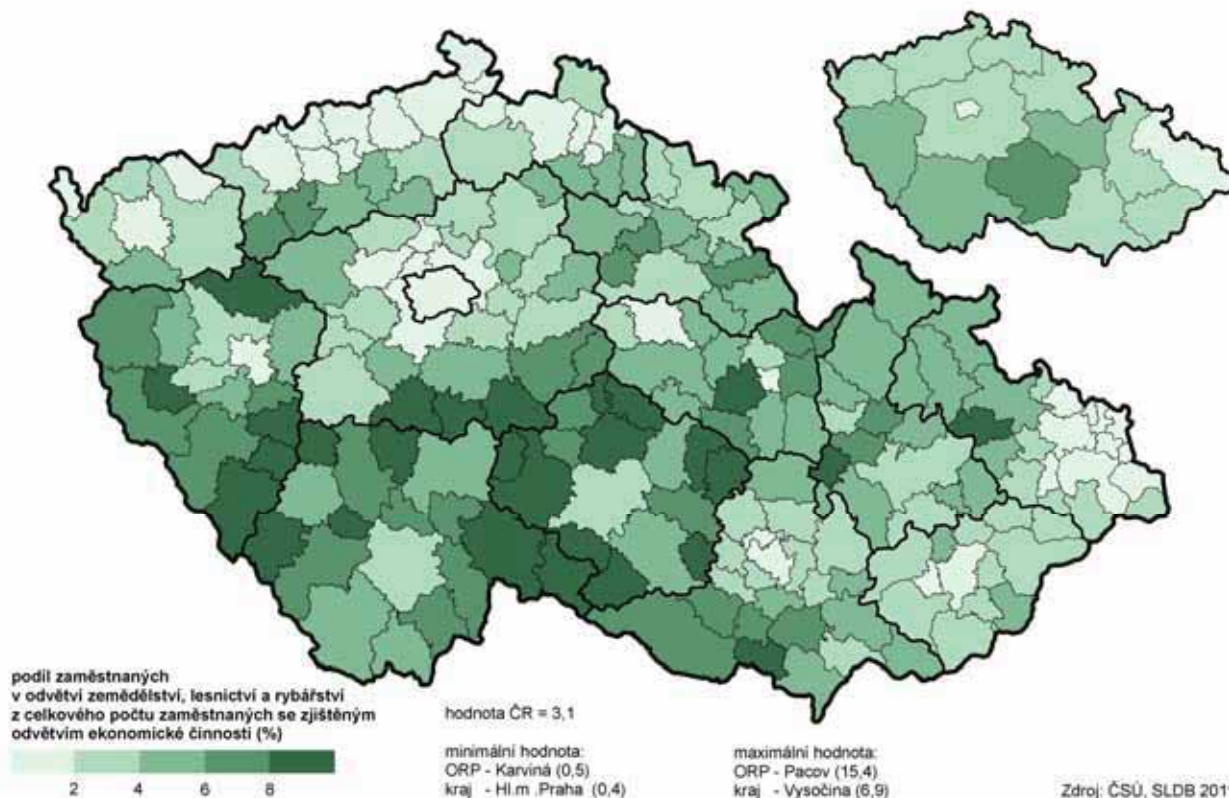 podíl zaměstnaných
v odvětví zemědělství, lesnictví a rybářství
z celkového počtu zaměstnaných se zjištěným
odvětvím ekonomické činnosti (%)
2 4 6 8
hodnota ČR = 3,1
minimální hodnota:
ORP - Karviná (0,5)
kraj - Hl.m .Praha (0,4)
maximální hodnota:
ORP - Pacov (15,4)
kraj - Vysočina (6,9)
Zdroj: ČSÚ, SLDB 201